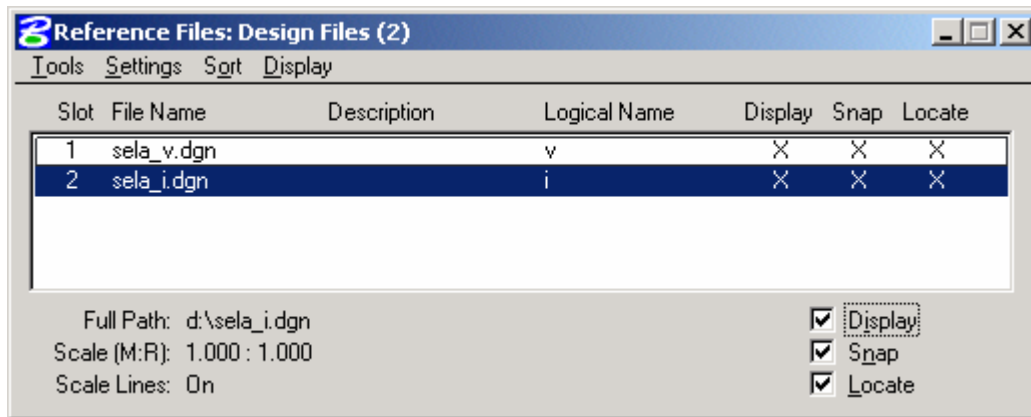 Reference Files: Design Files (2)
Tools Settings Sort Display
Slot File Name Description Logical Name Display Snap Locate
1 sela_v.dgn v X X X
2 sela_i.dgn i X X X
Full Path: d:\sela_i.dgn Display
Scale (M:R): 1.000 : 1.000 Snap
Scale Lines: On Locate